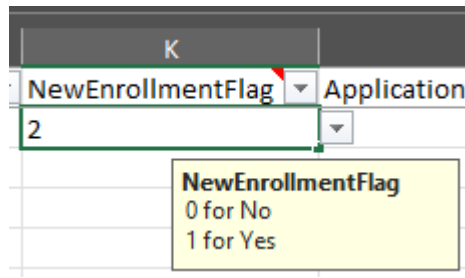 K
NewEnrollmentFlag Application
2
NewEnrollmentFlag
0 for No
1 for Yes